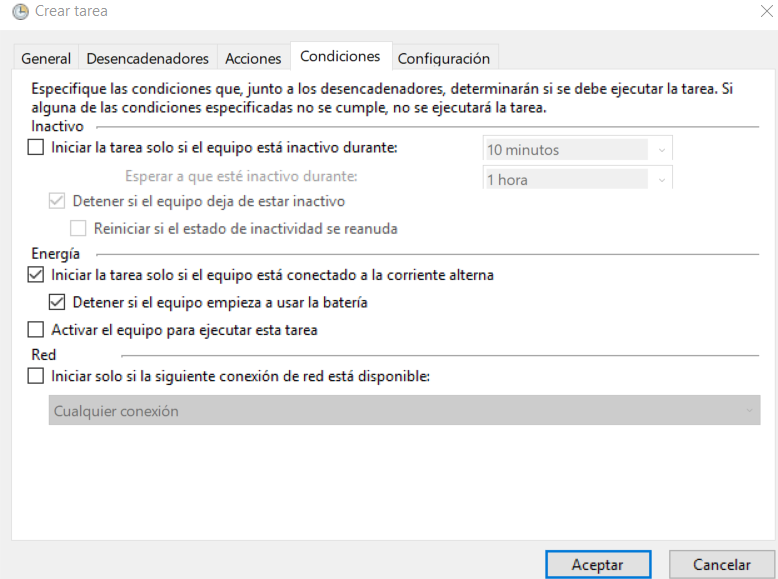 Crear tarea
General Desencadenadores Acciones Condiciones Configuración
Especifique las condiciones que, junto a los desencadenadores, determinarán si se debe ejecutar la tarea. Si
alguna de las condiciones especificadas no se cumple, no se ejecutará la tarea.
Inactivo
Iniciar la tarea solo si el equipo está inactivo durante: 10 minutos
Esperar a que esté inactivo durante: 1 hora
Detener si el equipo deja de estar inactivo
Reiniciar si el estado de inactividad se reanuda
Energía
Iniciar la tarea solo si el equipo está conectado a la corriente alterna
Detener si el equipo empieza a usar la batería
Activar el equipo para ejecutar esta tarea
Red
Iniciar solo si la siguiente conexión de red está disponible:
Cualquier conexión
Aceptar Cancelar